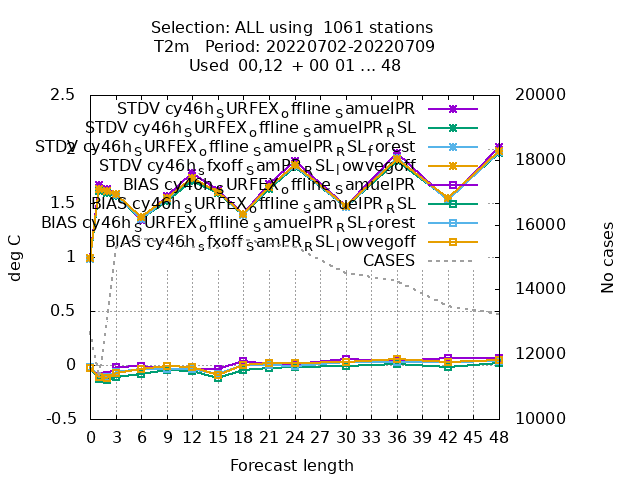 Selection: ALL using 1061 stations
T2m Period: 20220702-20220709
Used 00,12 + 00 01 ... 48
2.5
2
1.5
1
0.5
0
-0.5
deg C
20000
18000
16000
14000
12000
10000
No cases
STDV cy46h_SURFEX_offline_samuelPR
STDV cy46h_SURFEX_offline_samuelPR_RSL
STDV cy46h_SURFEX_offline_samuelPR_RSL_forest
STDV cy46h_sfxoff_samPR_RSL_lowvegoff
BIAS cy46h_SURFEX_offline_samuelPR
BIAS cy46h_SURFEX_offline_samuelPR_RSL
BIAS cy46h_SURFEX_offline_samuelPR_RSL_forest
BIAS cy46h_sfxoff_samPR_RSL_lowvegoff
CASES
0 3 6 9 12 15 18 21 24 27 30 33 36 39 42 45 48
Forecast length